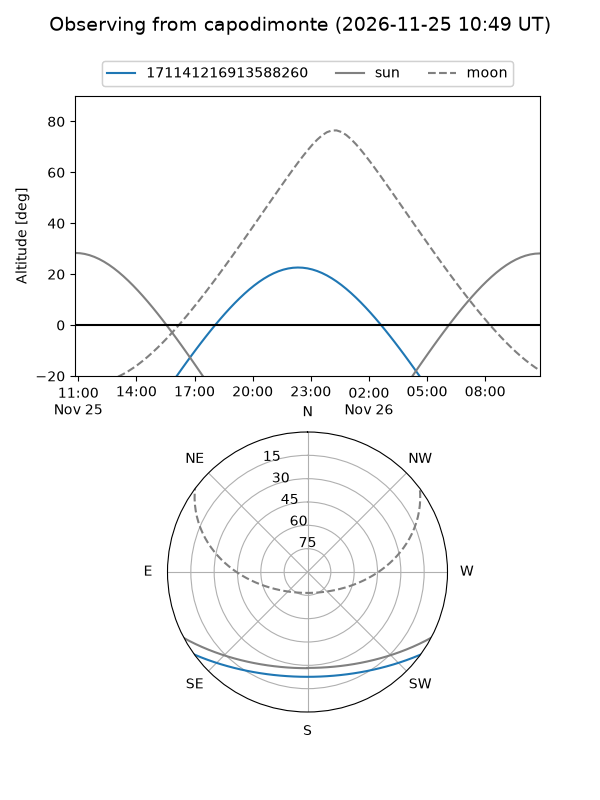 Observing from capodimonte (2026-11-25 10:49 UT)
171141216913588260 sun moon
Altitude [deg]
80
60
40
20
0
−20
11:00 14:00 17:00 20:00 23:00 02:00 05:00 08:00
Nov 25 Nov 26
N
NE NW
15
30
45
60
75
E W
SE SW
S